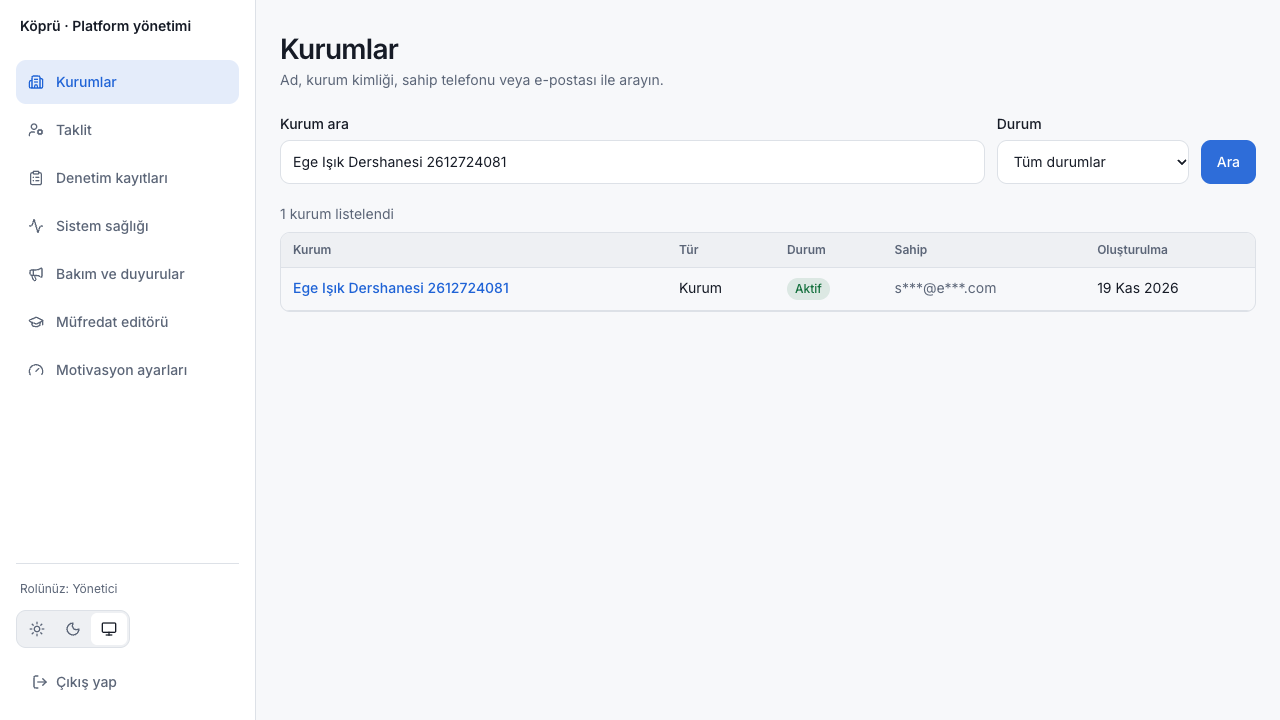 Köprü · Platform yönetimi
Kurumlar
Taklit
Denetim kayıtları
Sistem sağlığı
Bakım ve duyurular
Müfredat editörü
Motivasyon ayarları
Rolünüz: Yönetici
Çıkış yap
Kurumlar
Ad, kurum kimliği, sahip telefonu veya e-postası ile arayın.
Kurum ara
Durum
Ege Işık Dershanesi 2612724081
Tüm durumlar
Ara
1 kurum listelendi
Kurum Tür Durum Sahip Oluşturulma
Ege Işık Dershanesi 2612724081 Kurum Aktif s***@e***.com 19 Kas 2026